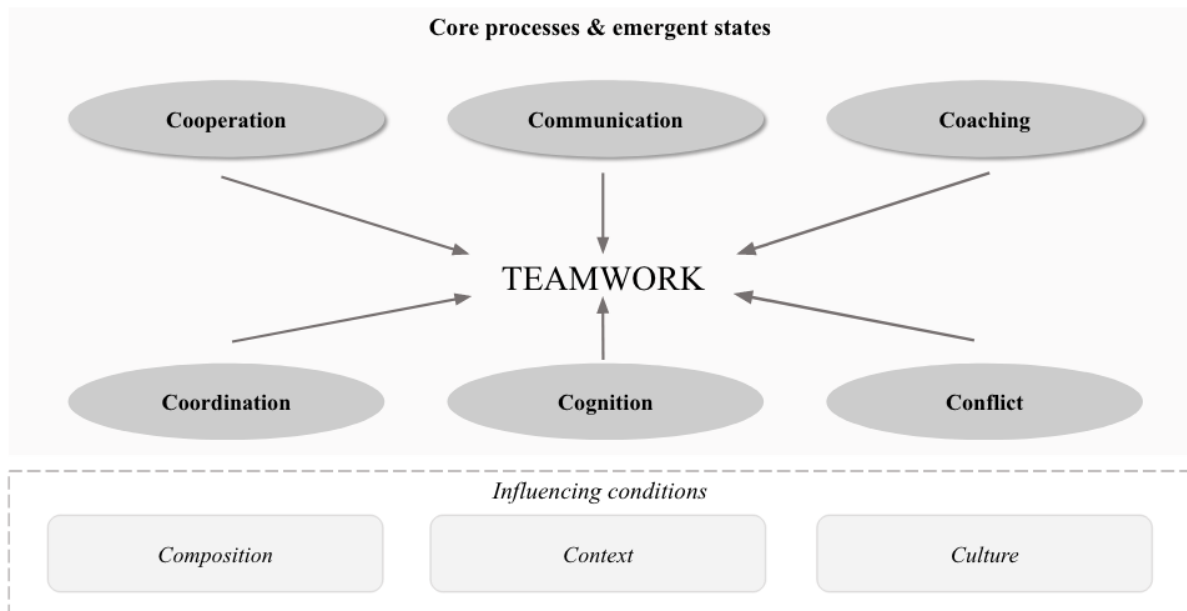 Core processes & emergent states
Cooperation
Communication
Coaching
TEAMWORK
Coordination
Cognition
Conflict
Influencing conditions
Composition
Context
Culture